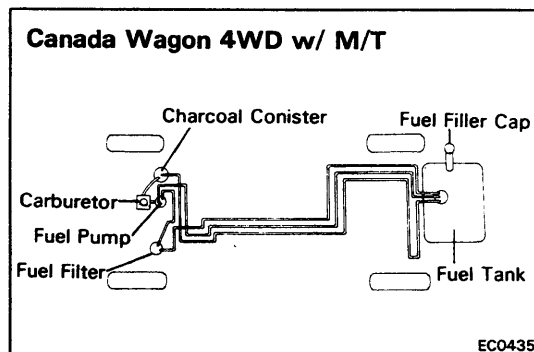 Canada Wagon 4WD w/ M/T
Charcoal Conister
Fuel Filler Cap
Carburetor
Fuel Pump
Fuel Filter
Fuel Tank
EC0435